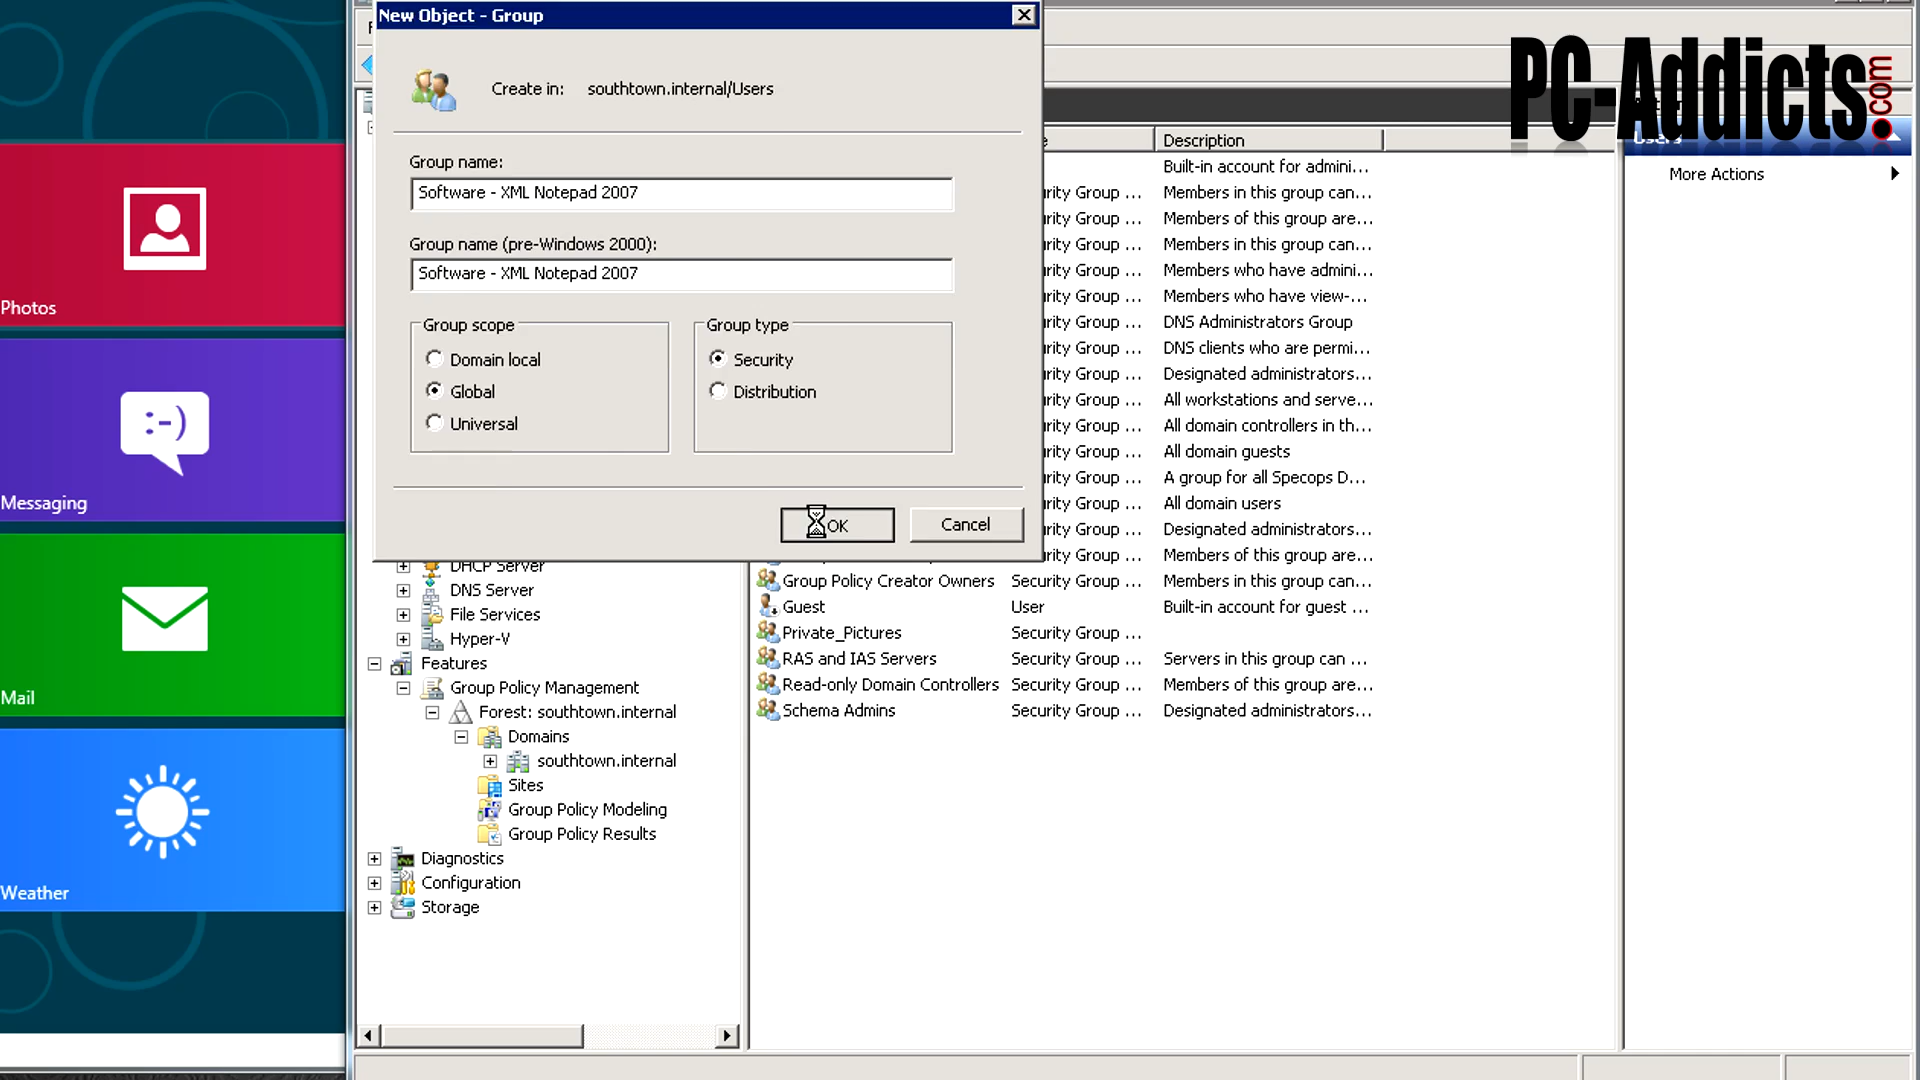 New Object - Group
PC-Addicts.com
Create in: southtown.internal/Users
Group name:
Software - XML Notepad 2007
Group name (pre-Windows 2000):
Software - XML Notepad 2007
Group scope
Domain local
Global
Universal
Group type
Security
Distribution
OK
Cancel
Photos
Messaging
Mail
Weather
DHCP Server
DNS Server
File Services
Hyper-V
Features
Group Policy Management
Forest: southtown.internal
Domains
southtown.internal
Sites
Group Policy Modeling
Group Policy Results
Diagnostics
Configuration
Storage
Description
Built-in account for admini...
Members in this group can...
Members of this group are...
Members in this group can...
Members who have admini...
Members who have view-...
DNS Administrators Group
DNS clients who are permi...
Designated administrators...
All workstations and serve...
All domain controllers in th...
All domain guests
A group for all Specops D...
All domain users
Designated administrators...
Members of this group are...
Group Policy Creator Owners Security Group ... Members in this group can...
Guest User Built-in account for guest ...
Private_Pictures Security Group ...
RAS and IAS Servers Security Group ... Servers in this group can ...
Read-only Domain Controllers Security Group ... Members of this group are...
Schema Admins Security Group ... Designated administrators...
More Actions